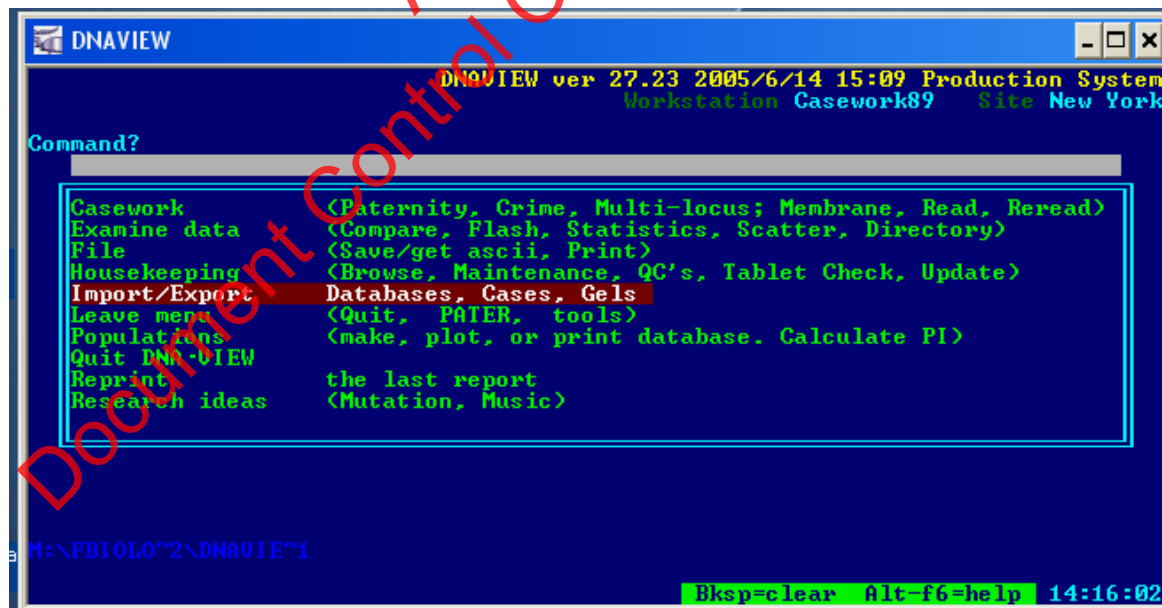 DNAVIEW
DNAVIEW ver 27.23 2005/6/14 15:09 Production System
Workstation Casework89 Site New York
Command?
Casework (Paternity, Crime, Multi-locus; Membrane, Read, Reread)
Examine data (Compare, Flash, Statistics, Scatter, Directory)
File (Save/get ascii, Print)
Housekeeping (Browse, Maintenance, QC's, Tablet Check, Update)
Import/Export Databases, Cases, Gels
Leave menu (Quit, PATER, tools)
Populations (make, plot, or print database. Calculate PI)
Quit DNA·VIEW
Reprint the last report
Research ideas (Mutation, Music)
M:\FBIOLO~2\DNAVIE~1
Bksp=clear Alt-f6=help 14:16:02
Document Control